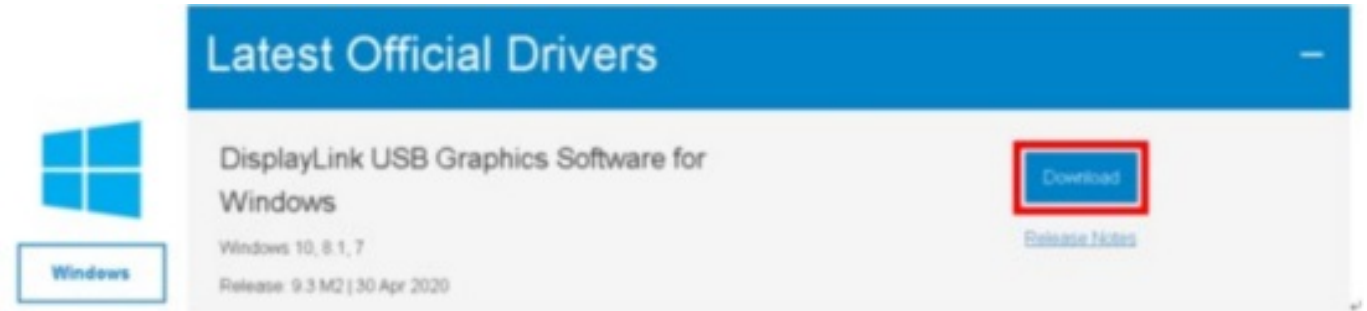 Latest Official Drivers
DisplayLink USB Graphics Software for
Windows
Windows 10, 8.1, 7
Release: 9.3 M2 | 30 Apr 2020
Download
Release Notes
Windows